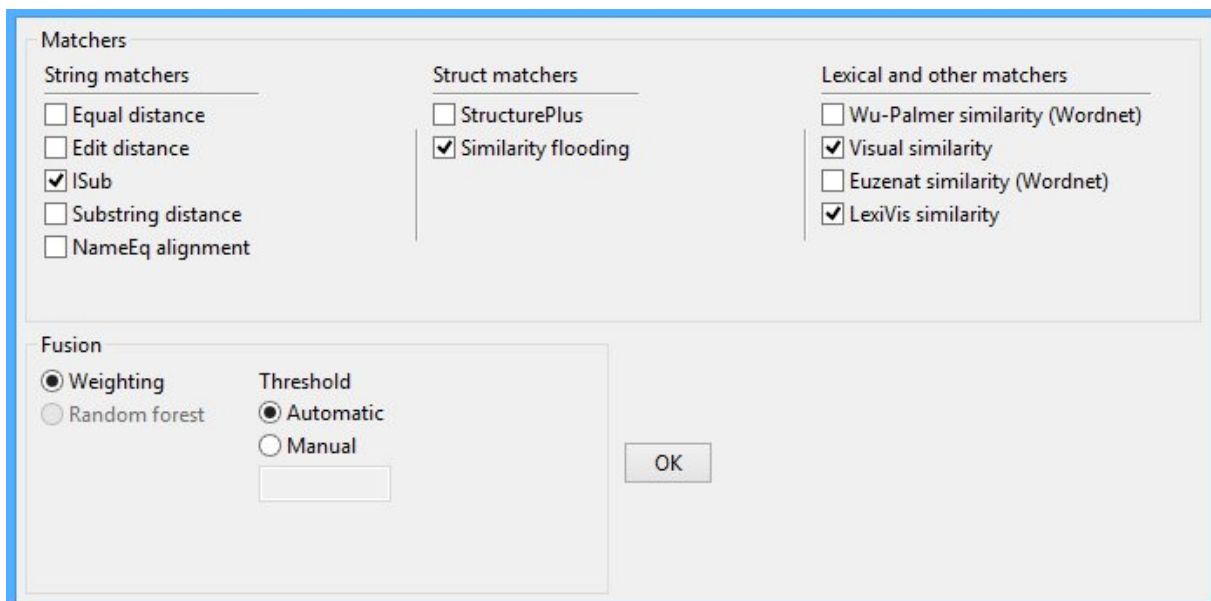 Matchers
String matchers
Equal distance
Edit distance
ISub
Substring distance
NameEq alignment
Struct matchers
StructurePlus
Similarity flooding
Lexical and other matchers
Wu-Palmer similarity (Wordnet)
Visual similarity
Euzenat similarity (Wordnet)
LexiVis similarity
Fusion
Weighting
Random forest
Threshold
Automatic
Manual
OK